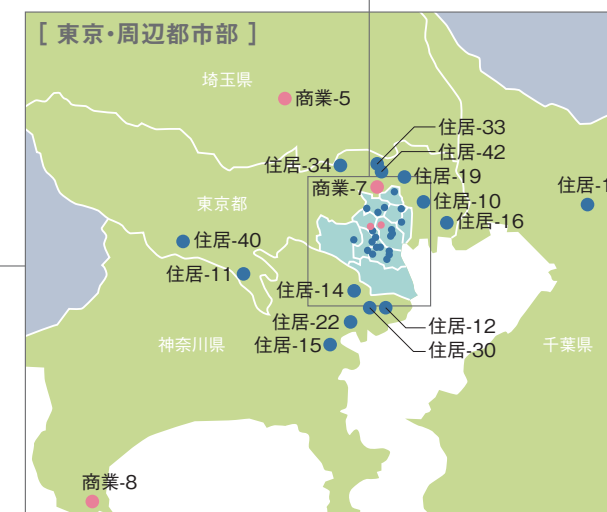 [ 東京・周辺都市部 ]
埼玉県
商業-5
住居-33
住居-42
住居-34
住居-19
商業-7
住居-1
東京都
住居-10
住居-16
住居-40
住居-11
住居-14
住居-22
住居-12
神奈川県
住居-15
住居-30
千葉県
商業-8